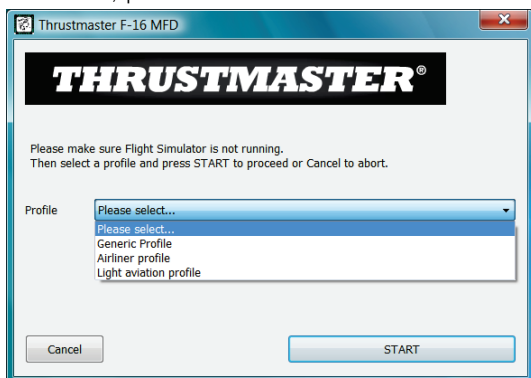 Thrustmaster F-16 MFD
THRUSTMASTER®
Please make sure Flight Simulator is not running.
Then select a profile and press START to proceed or Cancel to abort.
Profile
Please select...
Please select...
Generic Profile
Airliner profile
Light aviation profile
Cancel
START